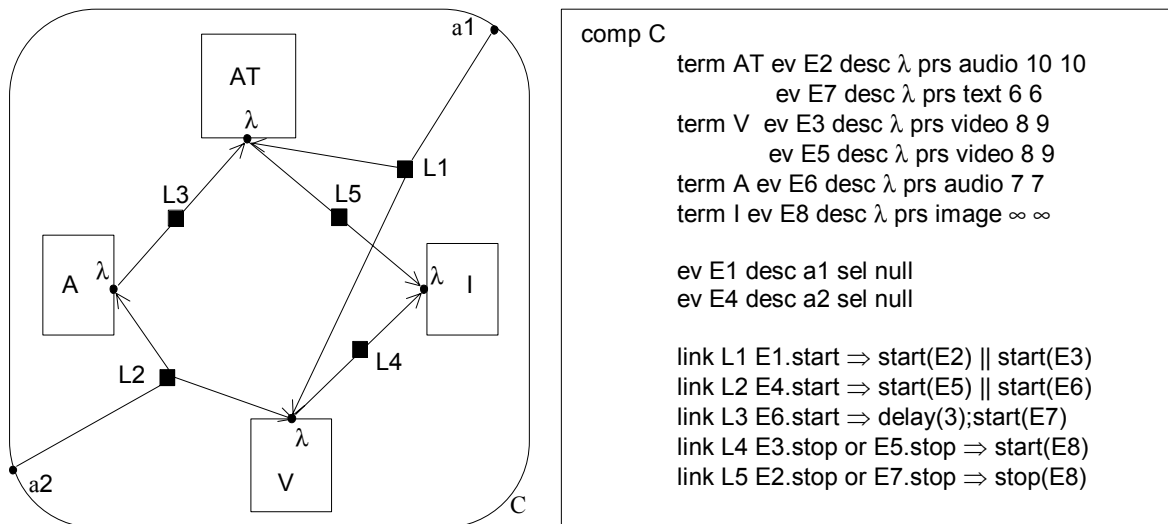 a1
AT
λ
L1
L3
L5
A
λ
λ
I
L4
L2
λ
V
a2
C
comp C
term AT ev E2 desc λ prs audio 10 10
ev E7 desc λ prs text 6 6
term V ev E3 desc λ prs video 8 9
ev E5 desc λ prs video 8 9
term A ev E6 desc λ prs audio 7 7
term I ev E8 desc λ prs image ∞ ∞
ev E1 desc a1 sel null
ev E4 desc a2 sel null
link L1 E1.start ⇒ start(E2) || start(E3)
link L2 E4.start ⇒ start(E5) || start(E6)
link L3 E6.start ⇒ delay(3);start(E7)
link L4 E3.stop or E5.stop ⇒ start(E8)
link L5 E2.stop or E7.stop ⇒ stop(E8)